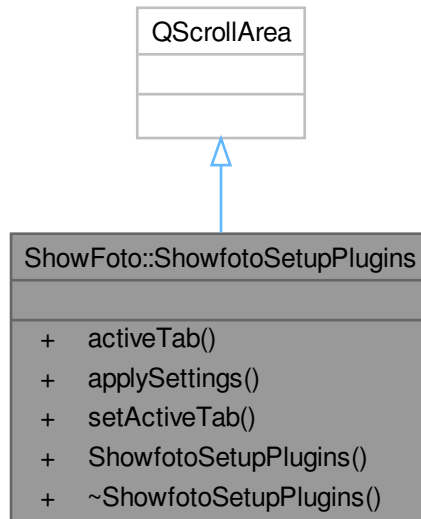 QScrollArea
ShowFoto::ShowfotoSetupPlugins
+ activeTab()
+ applySettings()
+ setActiveTab()
+ ShowfotoSetupPlugins()
+ ~ShowfotoSetupPlugins()